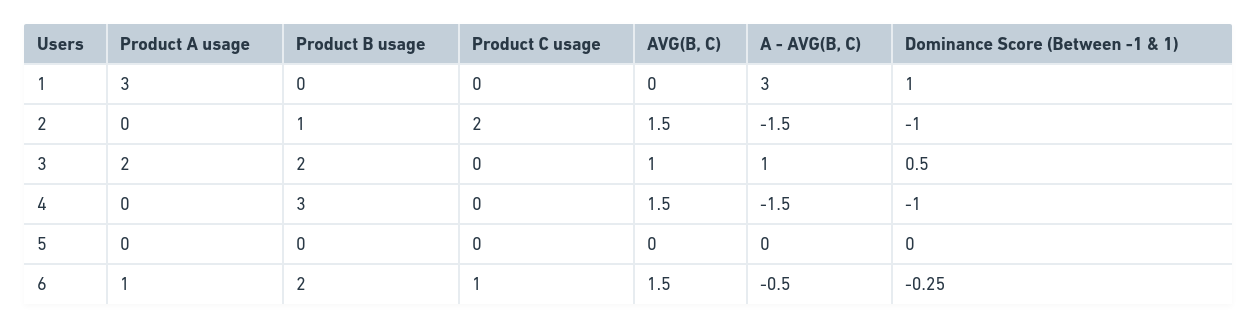 Users Product A usage Product B usage Product C usage AVG(B, C) A - AVG(B, C) Dominance Score (Between -1 & 1)
1 3 0 0 0 3 1
2 0 1 2 1.5 -1.5 -1
3 2 2 0 1 1 0.5
4 0 3 0 1.5 -1.5 -1
5 0 0 0 0 0 0
6 1 2 1 1.5 -0.5 -0.25